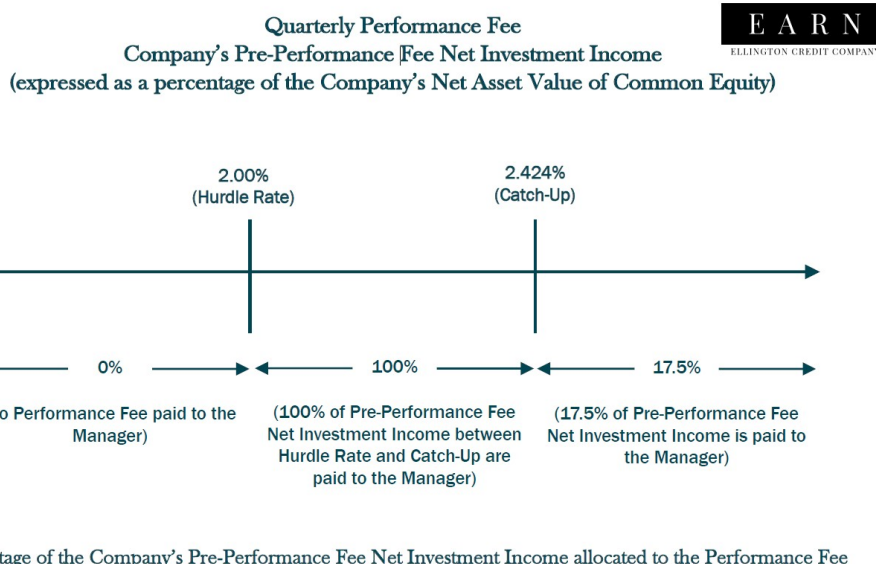 Quarterly Performance Fee
Company's Pre-Performance Fee Net Investment Income
(expressed as a percentage of the Company's Net Asset Value of Common Equity)
EARN
ELLINGTON CREDIT COMPANY
2.00%
(Hurdle Rate)
2.424%
(Catch-Up)
0%
100%
17.5%
o Performance Fee paid to the
Manager)
(100% of Pre-Performance Fee
Net Investment Income between
Hurdle Rate and Catch-Up are
paid to the Manager)
(17.5% of Pre-Performance Fee
Net Investment Income is paid to
the Manager)
tage of the Company's Pre-Performance Fee Net Investment Income allocated to the Performance Fee